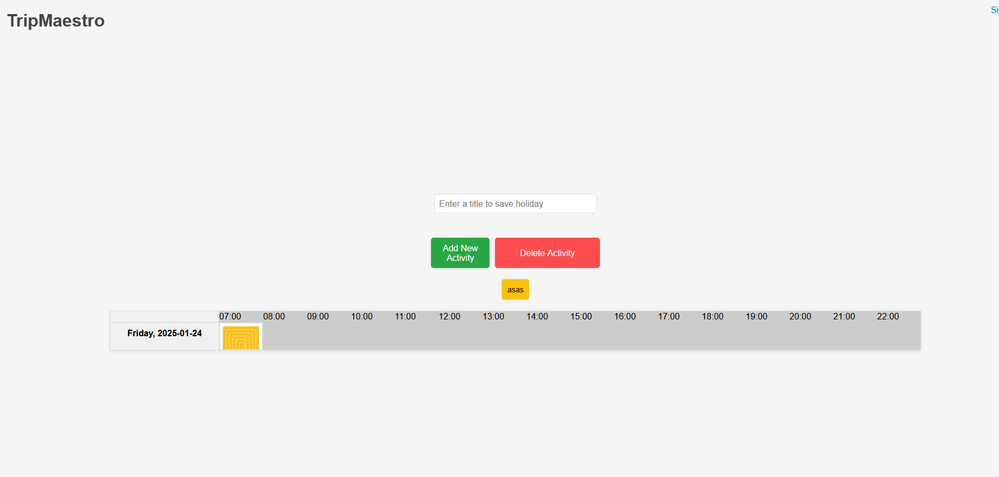 TripMaestro
Si
Enter a title to save holiday
Add New
Activity
Delete Activity
asas
07:00 08:00 09:00 10:00 11:00 12:00 13:00 14:00 15:00 16:00 17:00 18:00 19:00 20:00 21:00 22:00
Friday, 2025-01-24